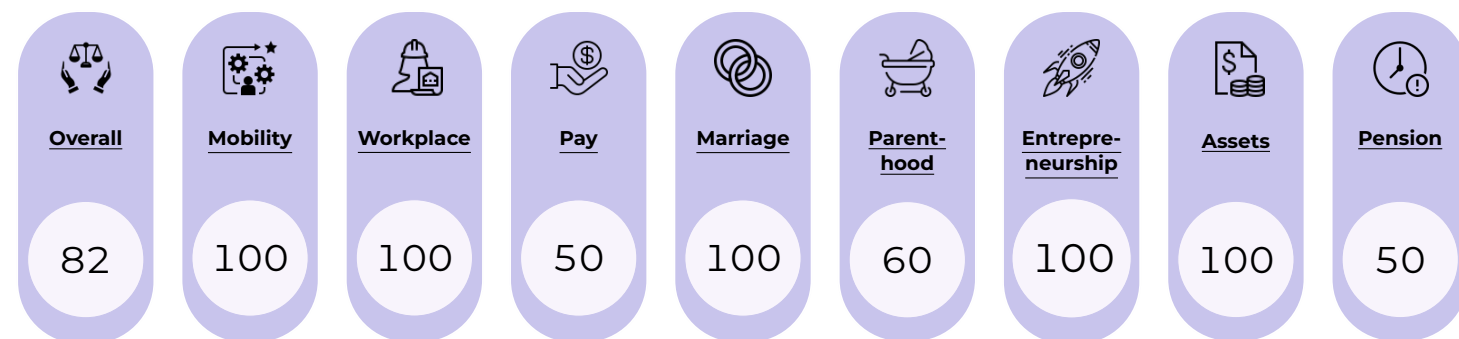 Overall
82
Mobility
100
Workplace
100
Pay
50
Marriage
100
Parent-
hood
60
Entrepre-
neurship
100
Assets
100
Pension
50